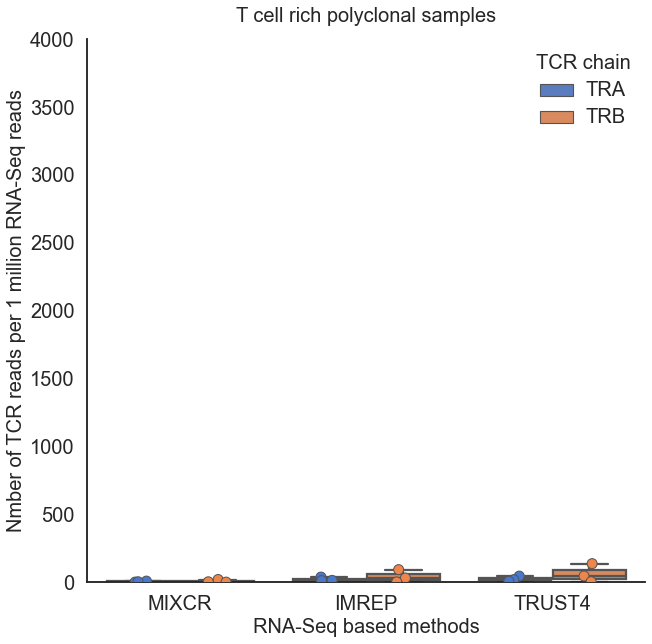 T cell rich polyclonal samples
Nmber of TCR reads per 1 million RNA-Seq reads
4000
3500
3000
2500
2000
1500
1000
500
0
TCR chain
TRA
TRB
MIXCR IMREP TRUST4
RNA-Seq based methods